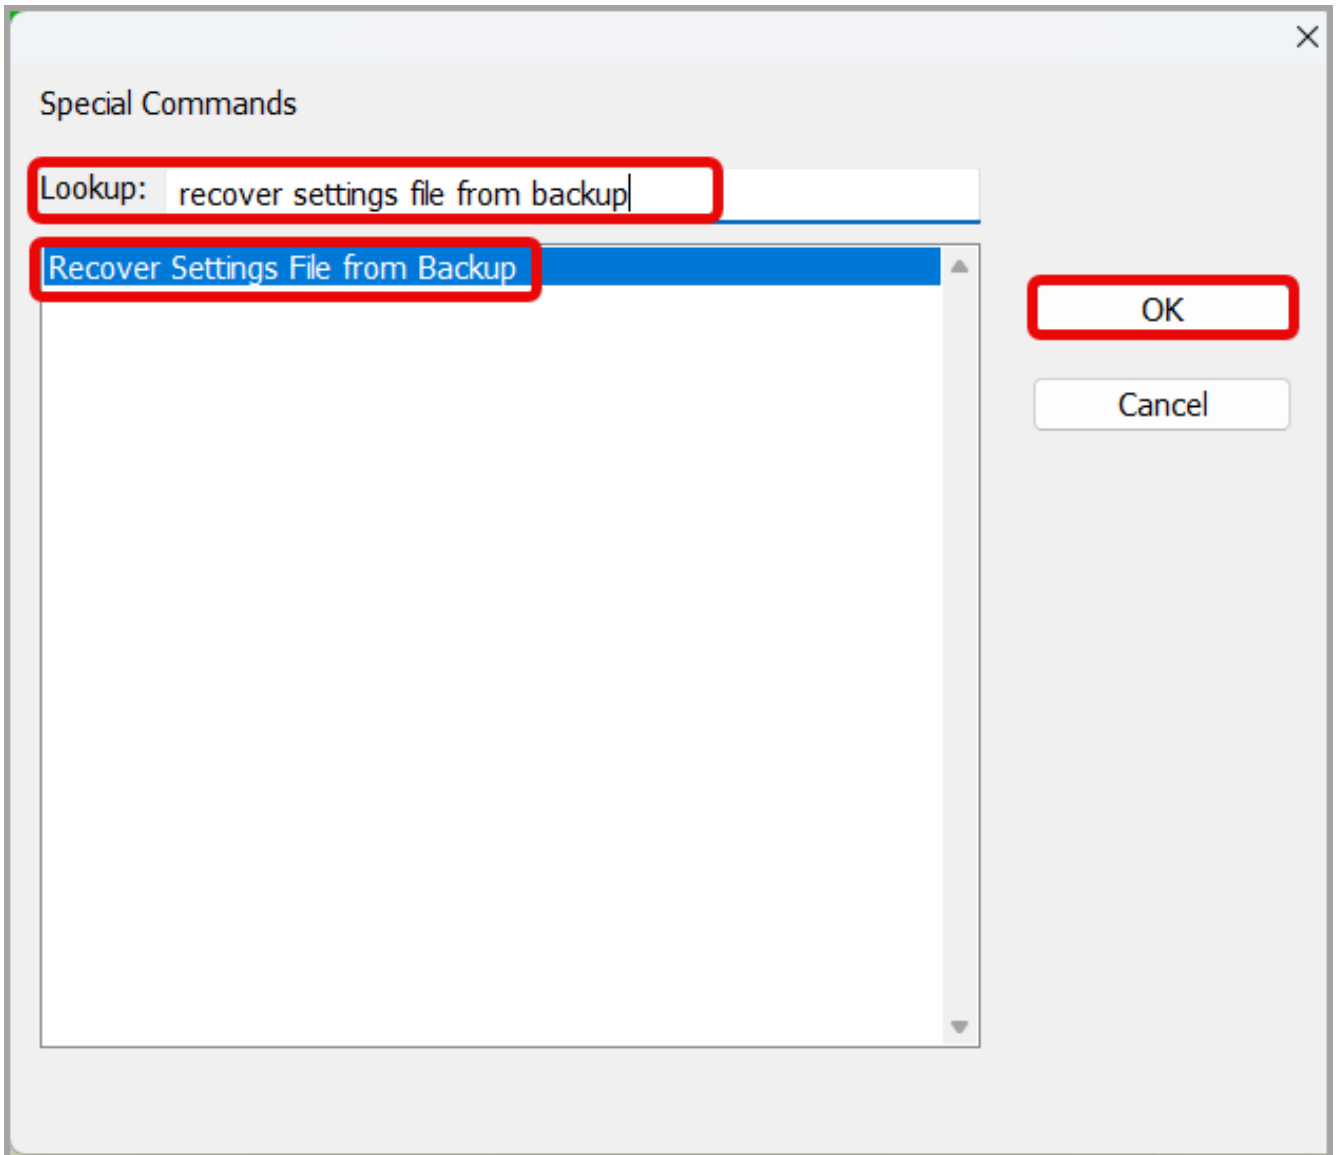 Special Commands
Lookup: recover settings file from backup
Recover Settings File from Backup
OK
Cancel